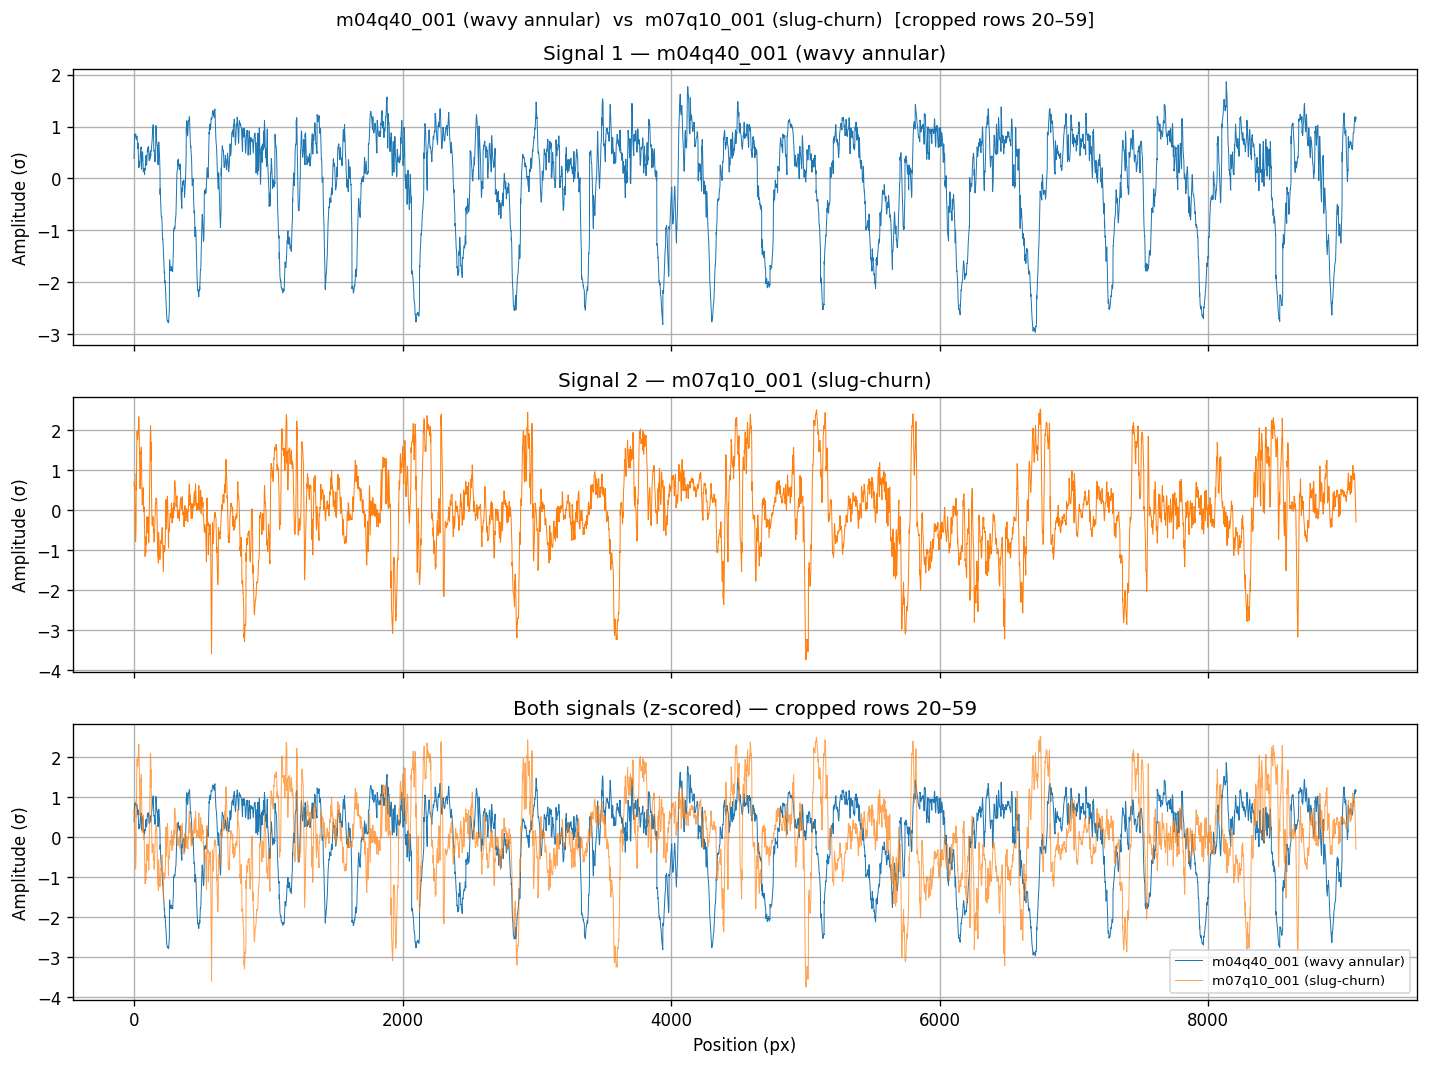 m04q40_001 (wavy annular)  vs  m07q10_001 (slug-churn)  [cropped rows 20–59]
Signal 1 — m04q40_001 (wavy annular)
2
1
0
−1
−2
−3
Amplitude (σ)
Signal 2 — m07q10_001 (slug-churn)
2
1
0
−1
−2
−3
−4
Amplitude (σ)
Both signals (z-scored) — cropped rows 20–59
2
1
0
−1
−2
−3
−4
Amplitude (σ)
m04q40_001 (wavy annular)
m07q10_001 (slug-churn)
0 2000 4000 6000 8000
Position (px)